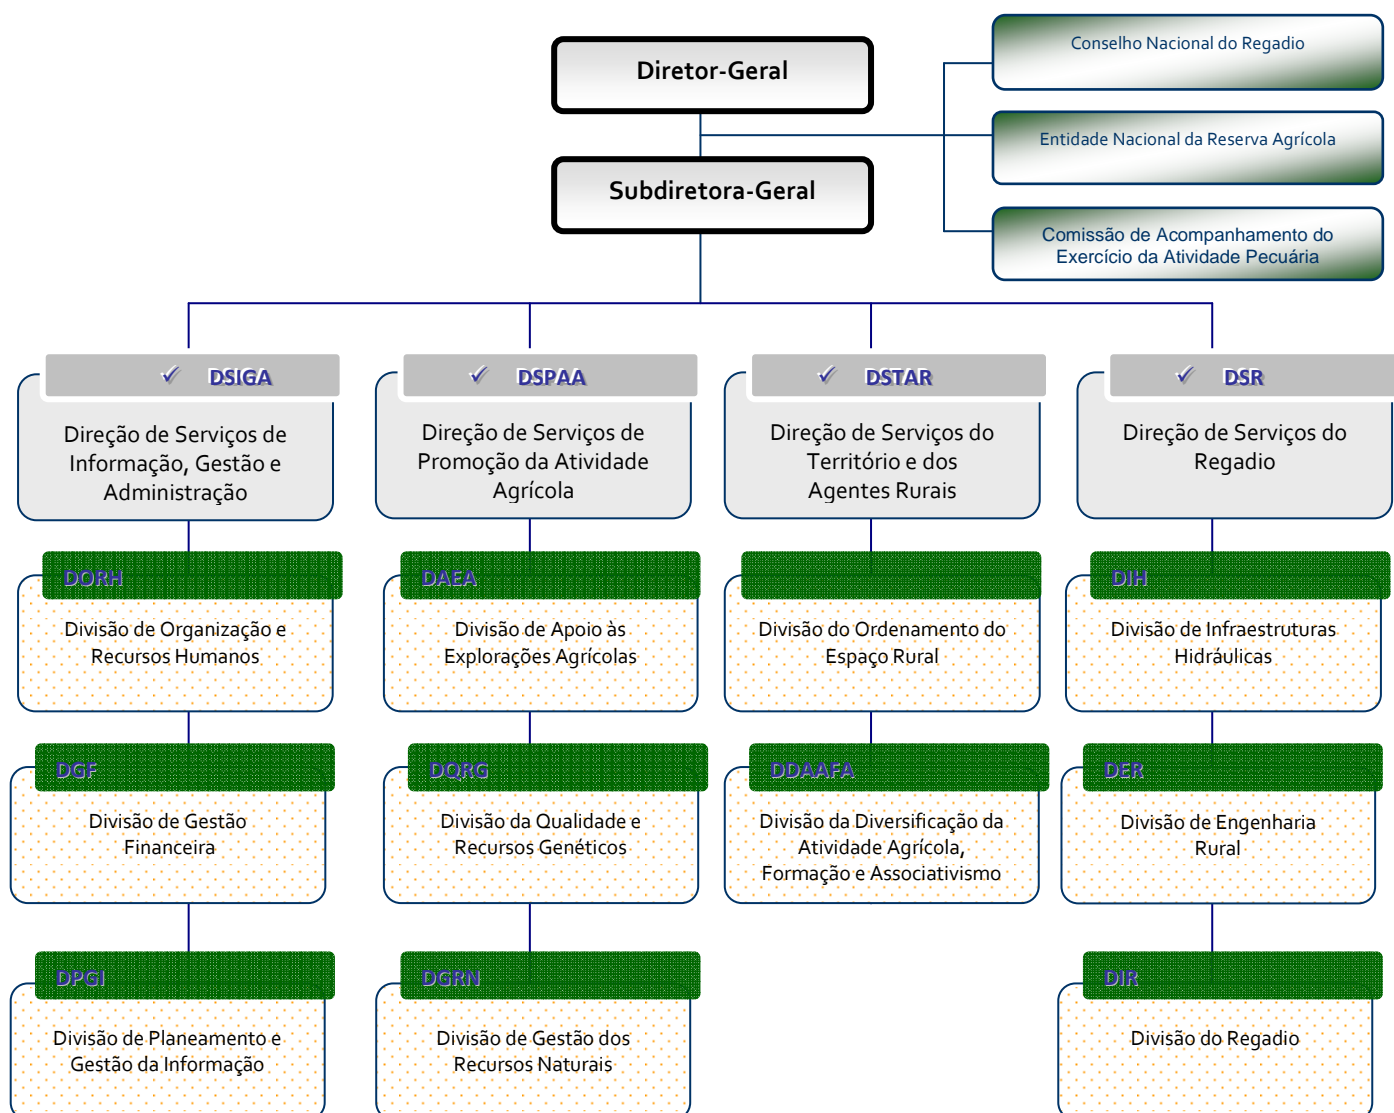 Diretor-Geral
Conselho Nacional do Regadio
Entidade Nacional da Reserva Agrícola
Subdiretora-Geral
Comissão de Acompanhamento do
Exercício da Atividade Pecuária
✓ DSIGA
Direção de Serviços de
Informação, Gestão e
Administração
✓ DSPAA
Direção de Serviços de
Promoção da Atividade
Agrícola
✓ DSTAR
Direção de Serviços do
Território e dos
Agentes Rurais
✓ DSR
Direção de Serviços do
Regadio
DORH
Divisão de Organização e
Recursos Humanos
DAEA
Divisão de Apoio às
Explorações Agrícolas
Divisão do Ordenamento do
Espaço Rural
DIH
Divisão de Infraestruturas
Hidráulicas
DGF
Divisão de Gestão
Financeira
DQRG
Divisão da Qualidade e
Recursos Genéticos
DDAAFA
Divisão da Diversificação da
Atividade Agrícola,
Formação e Associativismo
DER
Divisão de Engenharia
Rural
DPGI
Divisão de Planeamento e
Gestão da Informação
DGRN
Divisão de Gestão dos
Recursos Naturais
DIR
Divisão do Regadio